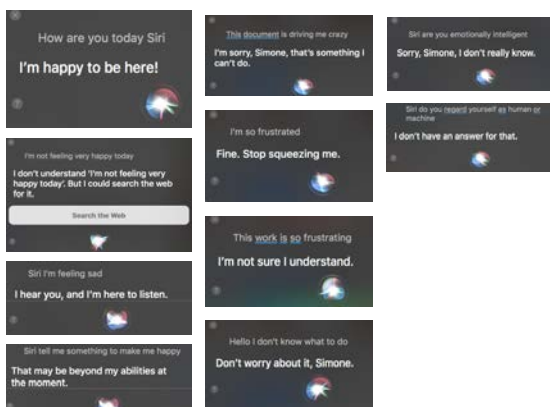 How are you today Siri
I'm happy to be here!
I'm not feeling very happy today
I don't understand 'I'm not feeling very
happy today'. But I could search the web
for it.
Search the Web
Siri I'm feeling sad
I hear you, and I'm here to listen.
Siri tell me something to make me happy
That may be beyond my abilities at
the moment.
This document is driving me crazy
I'm sorry, Simone, that's something I
can't do.
I'm so frustrated
Fine. Stop squeezing me.
This work is so frustrating
I'm not sure I understand.
Hello I don't know what to do
Don't worry about it, Simone.
Siri are you emotionally intelligent
Sorry, Simone, I don't really know.
Siri do you regard yourself as human or
machine
I don't have an answer for that.